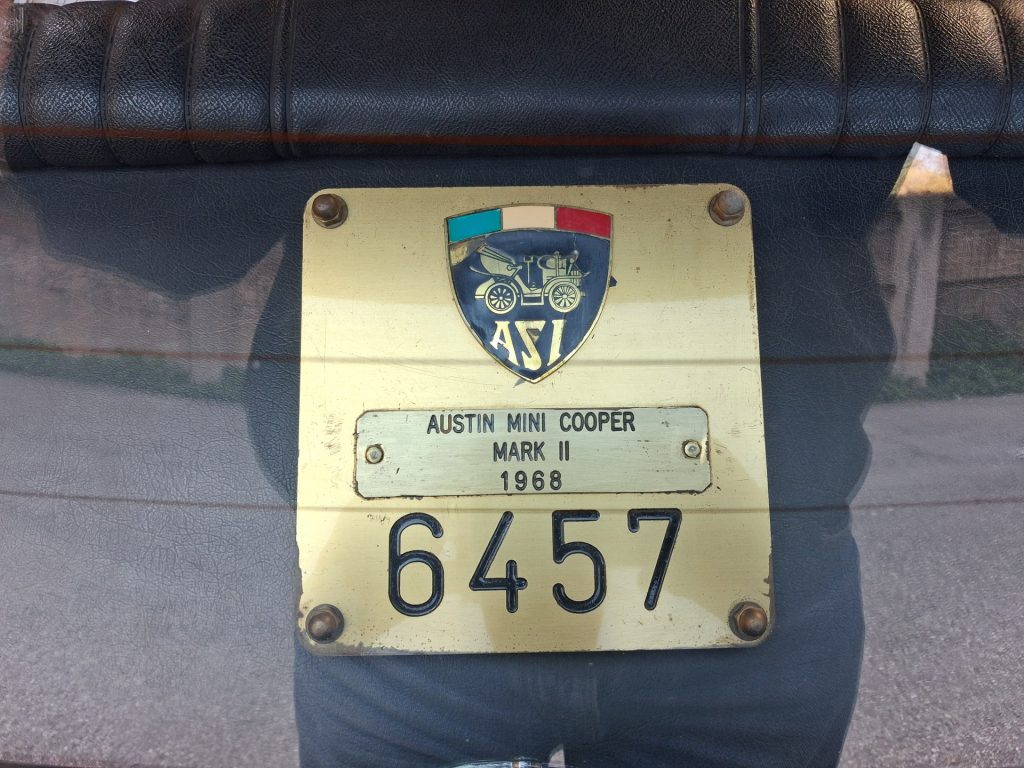 ASI
AUSTIN MINI COOPER
MARK II
1968
6457